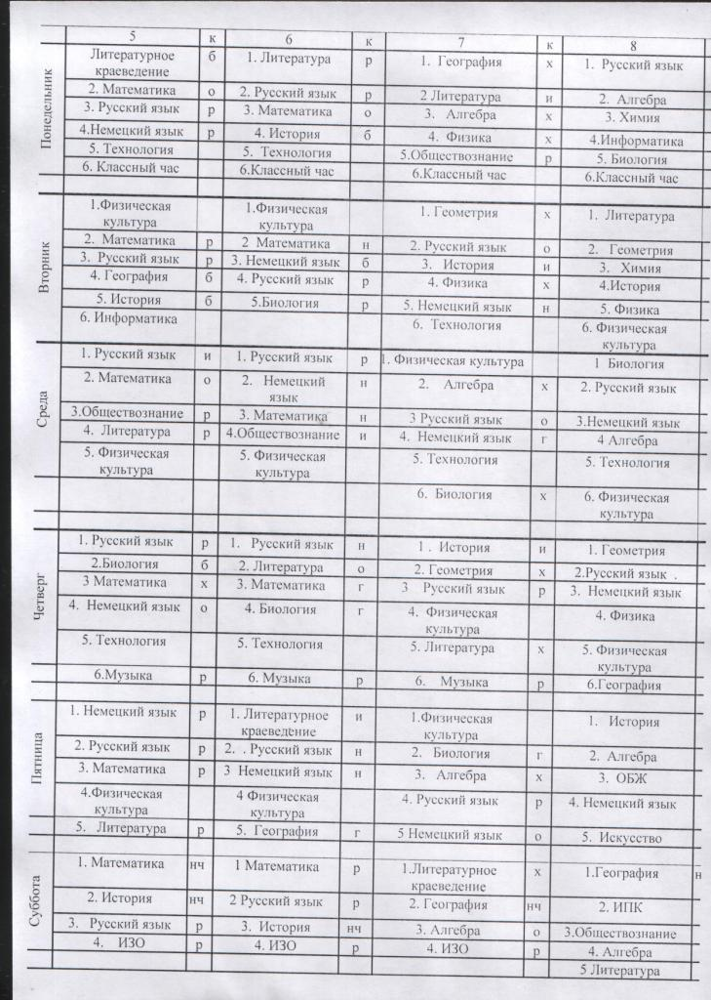 5 к 6 к 7 к 8
Понедельник
Литературное краеведение б 1. Литература р 1. География х 1. Русский язык
2. Математика о 2. Русский язык р 2 Литература и 2. Алгебра
3. Русский язык р 3. Математика о 3. Алгебра х 3. Химия
4.Немецкий язык р 4. История б 4. Физика х 4.Информатика
5. Технология 5. Технология 5.Обществознание р 5. Биология
6. Классный час 6.Классный час 6.Классный час 6.Классный час
Вторник
1.Физическая культура 1.Физическая культура 1.Геометрия х 1. Литература
2. Математика р 2 Математика н 2. Русский язык о 2. Геометрия
3. Русский язык р 3. Немецкий язык б 3. История и 3. Химия
4. География б 4. Русский язык р 4. Физика х 4.История
5. История б 5.Биология р 5. Немецкий язык н 5. Физика
6. Информатика 6. Технология 6. Физическая культура
Среда
1. Русский язык и 1. Русский язык р 1. Физическая культура 1 Биология
2. Математика о 2. Немецкий язык н 2. Алгебра х 2. Русский язык
3.Обществознание р 3. Математика н 3 Русский язык о 3.Немецкий язык
4. Литература р 4.Обществознание и 4. Немецкий язык г 4 Алгебра
5. Физическая культура 5. Физическая культура 5. Технология 5. Технология
6. Биология х 6. Физическая культура
Четверг
1. Русский язык р 1. Русский язык н 1 . История и 1. Геометрия
2.Биология б 2. Литература о 2. Геометрия х 2.Русский язык .
3 Математика х 3. Математика г 3 Русский язык р 3. Немецкий язык
4. Немецкий язык о 4. Биология г 4. Физическая культура 4. Физика
5. Технология 5. Технология 5. Литература х 5. Физическая культура
6.Музыка р 6. Музыка р 6. Музыка р 6.География
Пятница
1. Немецкий язык р 1. Литературное краеведение и 1.Физическая культура 1. История
2. Русский язык р 2. . Русский язык н 2. Биология г 2. Алгебра
3. Математика р 3 Немецкий язык н 3. Алгебра х 3. ОБЖ
4.Физическая культура 4 Физическая культура 4. Русский язык р 4. Немецкий язык
5. Литература р 5. География г 5 Немецкий язык о 5. Искусство
Суббота
1. Математика нч 1 Математика р 1.Литературное краеведение х 1.География н
2. История нч 2 Русский язык р 2. География нч 2. ИПК
3. Русский язык р 3. История нч 3. Алгебра о 3.Обществознание
4. ИЗО р 4. ИЗО р 4. ИЗО р 4. Алгебра
5 Литература